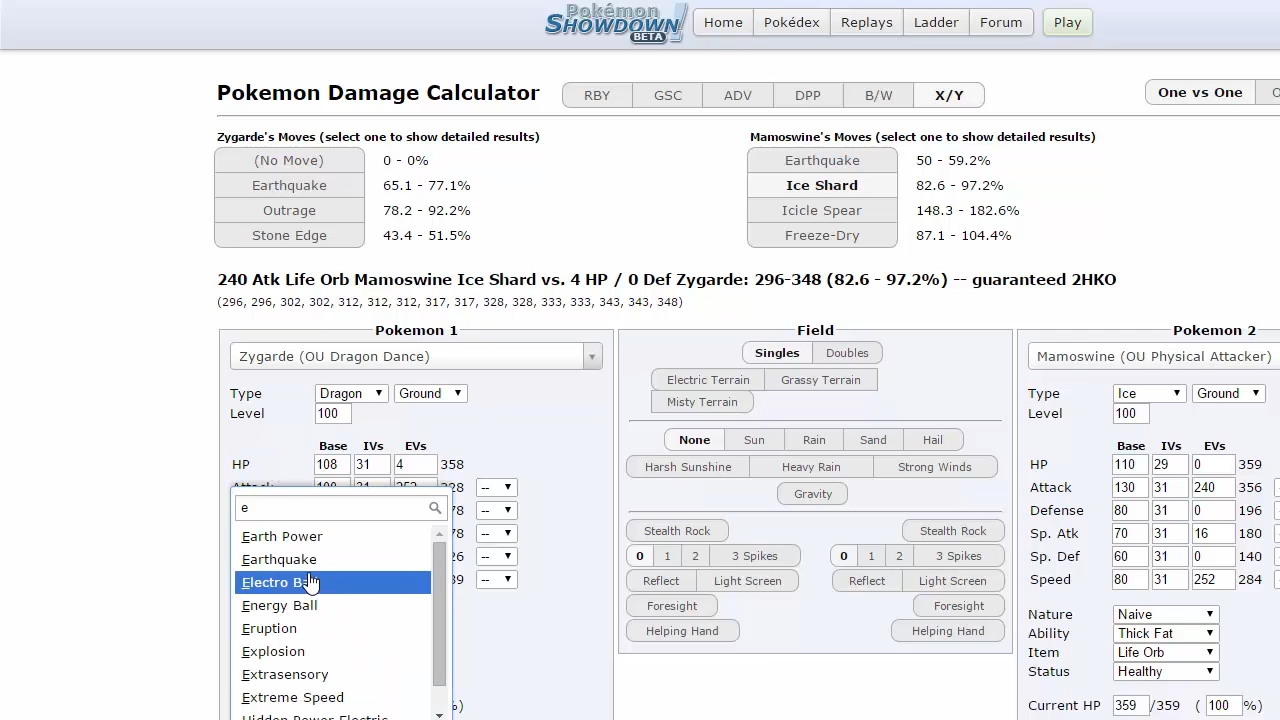 Pokémon
SHOWDOWN
BETA
Home Pokédex Replays Ladder Forum Play
Pokemon Damage Calculator RBY GSC ADV DPP B/W X/Y One vs One
Zygarde's Moves (select one to show detailed results)
(No Move) 0 - 0%
Earthquake 65.1 - 77.1%
Outrage 78.2 - 92.2%
Stone Edge 43.4 - 51.5%
Mamoswine's Moves (select one to show detailed results)
Earthquake 50 - 59.2%
Ice Shard 82.6 - 97.2%
Icicle Spear 148.3 - 182.6%
Freeze-Dry 87.1 - 104.4%
240 Atk Life Orb Mamoswine Ice Shard vs. 4 HP / 0 Def Zygarde: 296-348 (82.6 - 97.2%) -- guaranteed 2HKO
(296, 296, 302, 302, 312, 312, 312, 317, 317, 328, 328, 333, 333, 343, 343, 348)
Pokemon 1
Zygarde (OU Dragon Dance)
Type Dragon Ground
Level 100
Base IVs EVs
HP 108 31 4 358
--
--
--
--
--
e
Earth Power
Earthquake
Electro
Energy Ball
Eruption
Explosion
Extrasensory
Extreme Speed
Hidden Power Electric
Field
Singles Doubles
Electric Terrain Grassy Terrain
Misty Terrain
None Sun Rain Sand Hail
Harsh Sunshine Heavy Rain Strong Winds
Gravity
Stealth Rock Stealth Rock
0 1 2 3 Spikes 0 1 2 3 Spikes
Reflect Light Screen Reflect Light Screen
Foresight Foresight
Helping Hand Helping Hand
Pokemon 2
Mamoswine (OU Physical Attacker)
Type Ice Ground
Level 100
Base IVs EVs
HP 110 29 0 359
Attack 130 31 240 356
Defense 80 31 0 196
Sp. Atk 70 31 16 180
Sp. Def 60 31 0 140
Speed 80 31 252 284
Nature Naive
Ability Thick Fat
Item Life Orb
Status Healthy
Current HP 359 /359 ( 100 %)